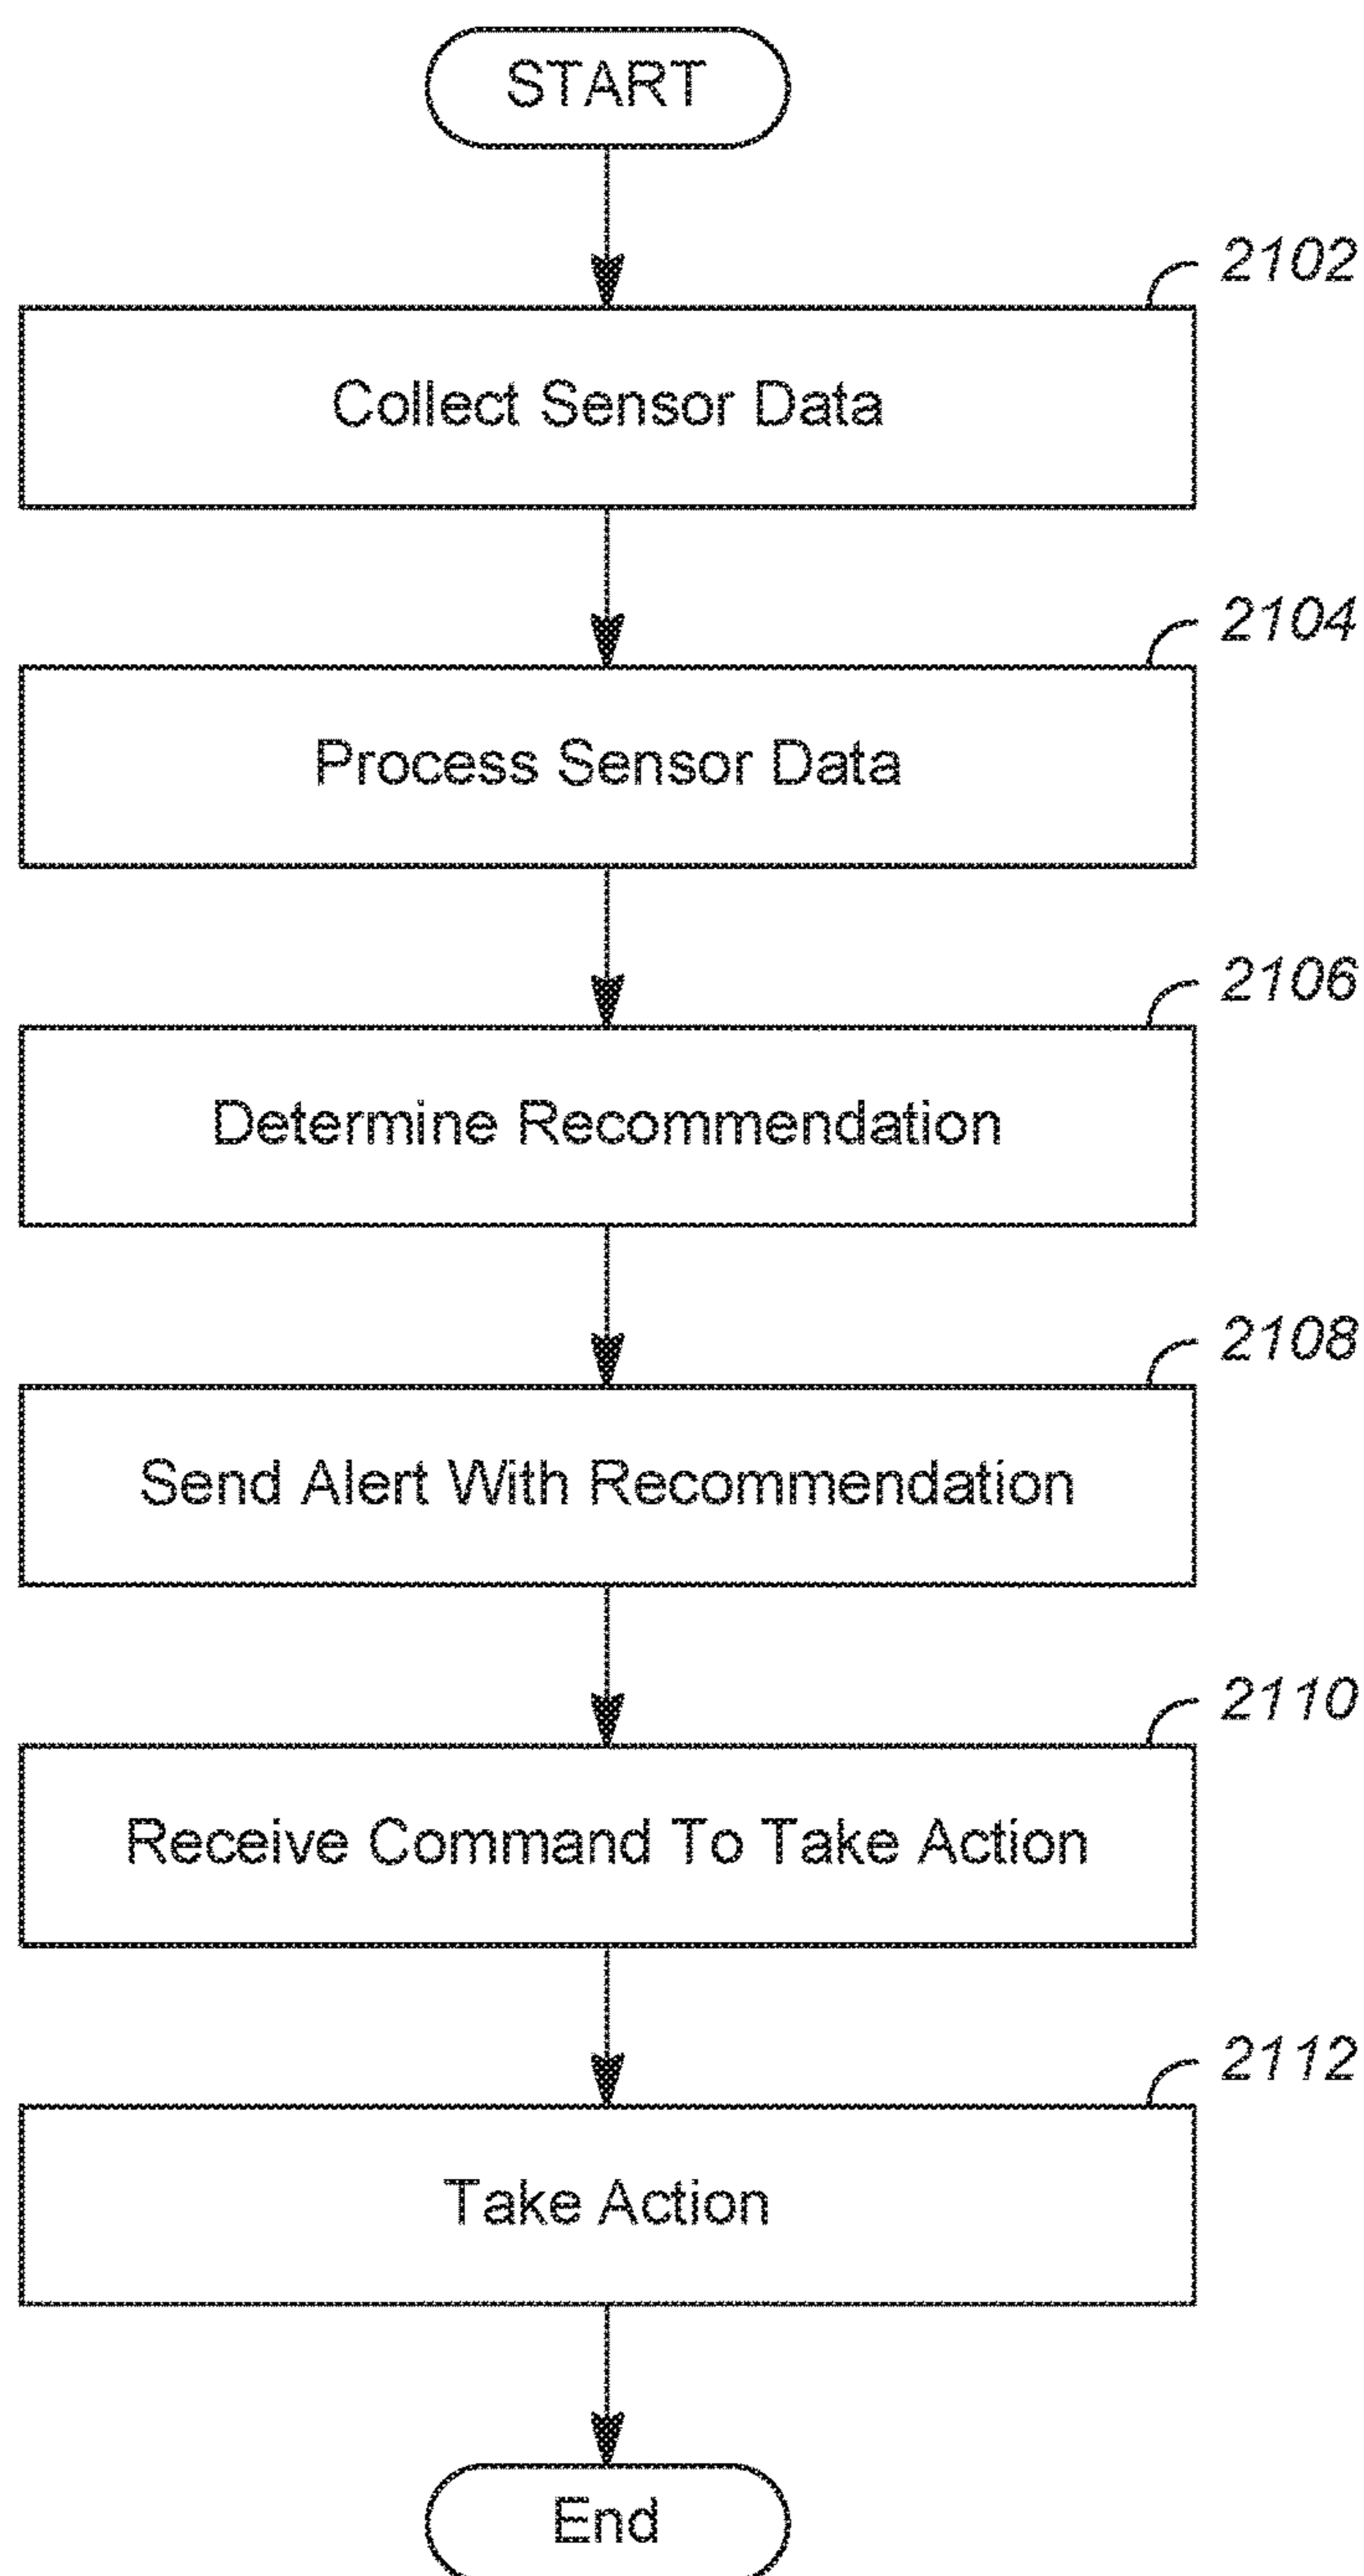 START
2102
Collect Sensor Data
2104
Process Sensor Data
2106
Determine Recommendation
2108
Send Alert With Recommendation
2110
Receive Command To Take Action
2112
Take Action
End